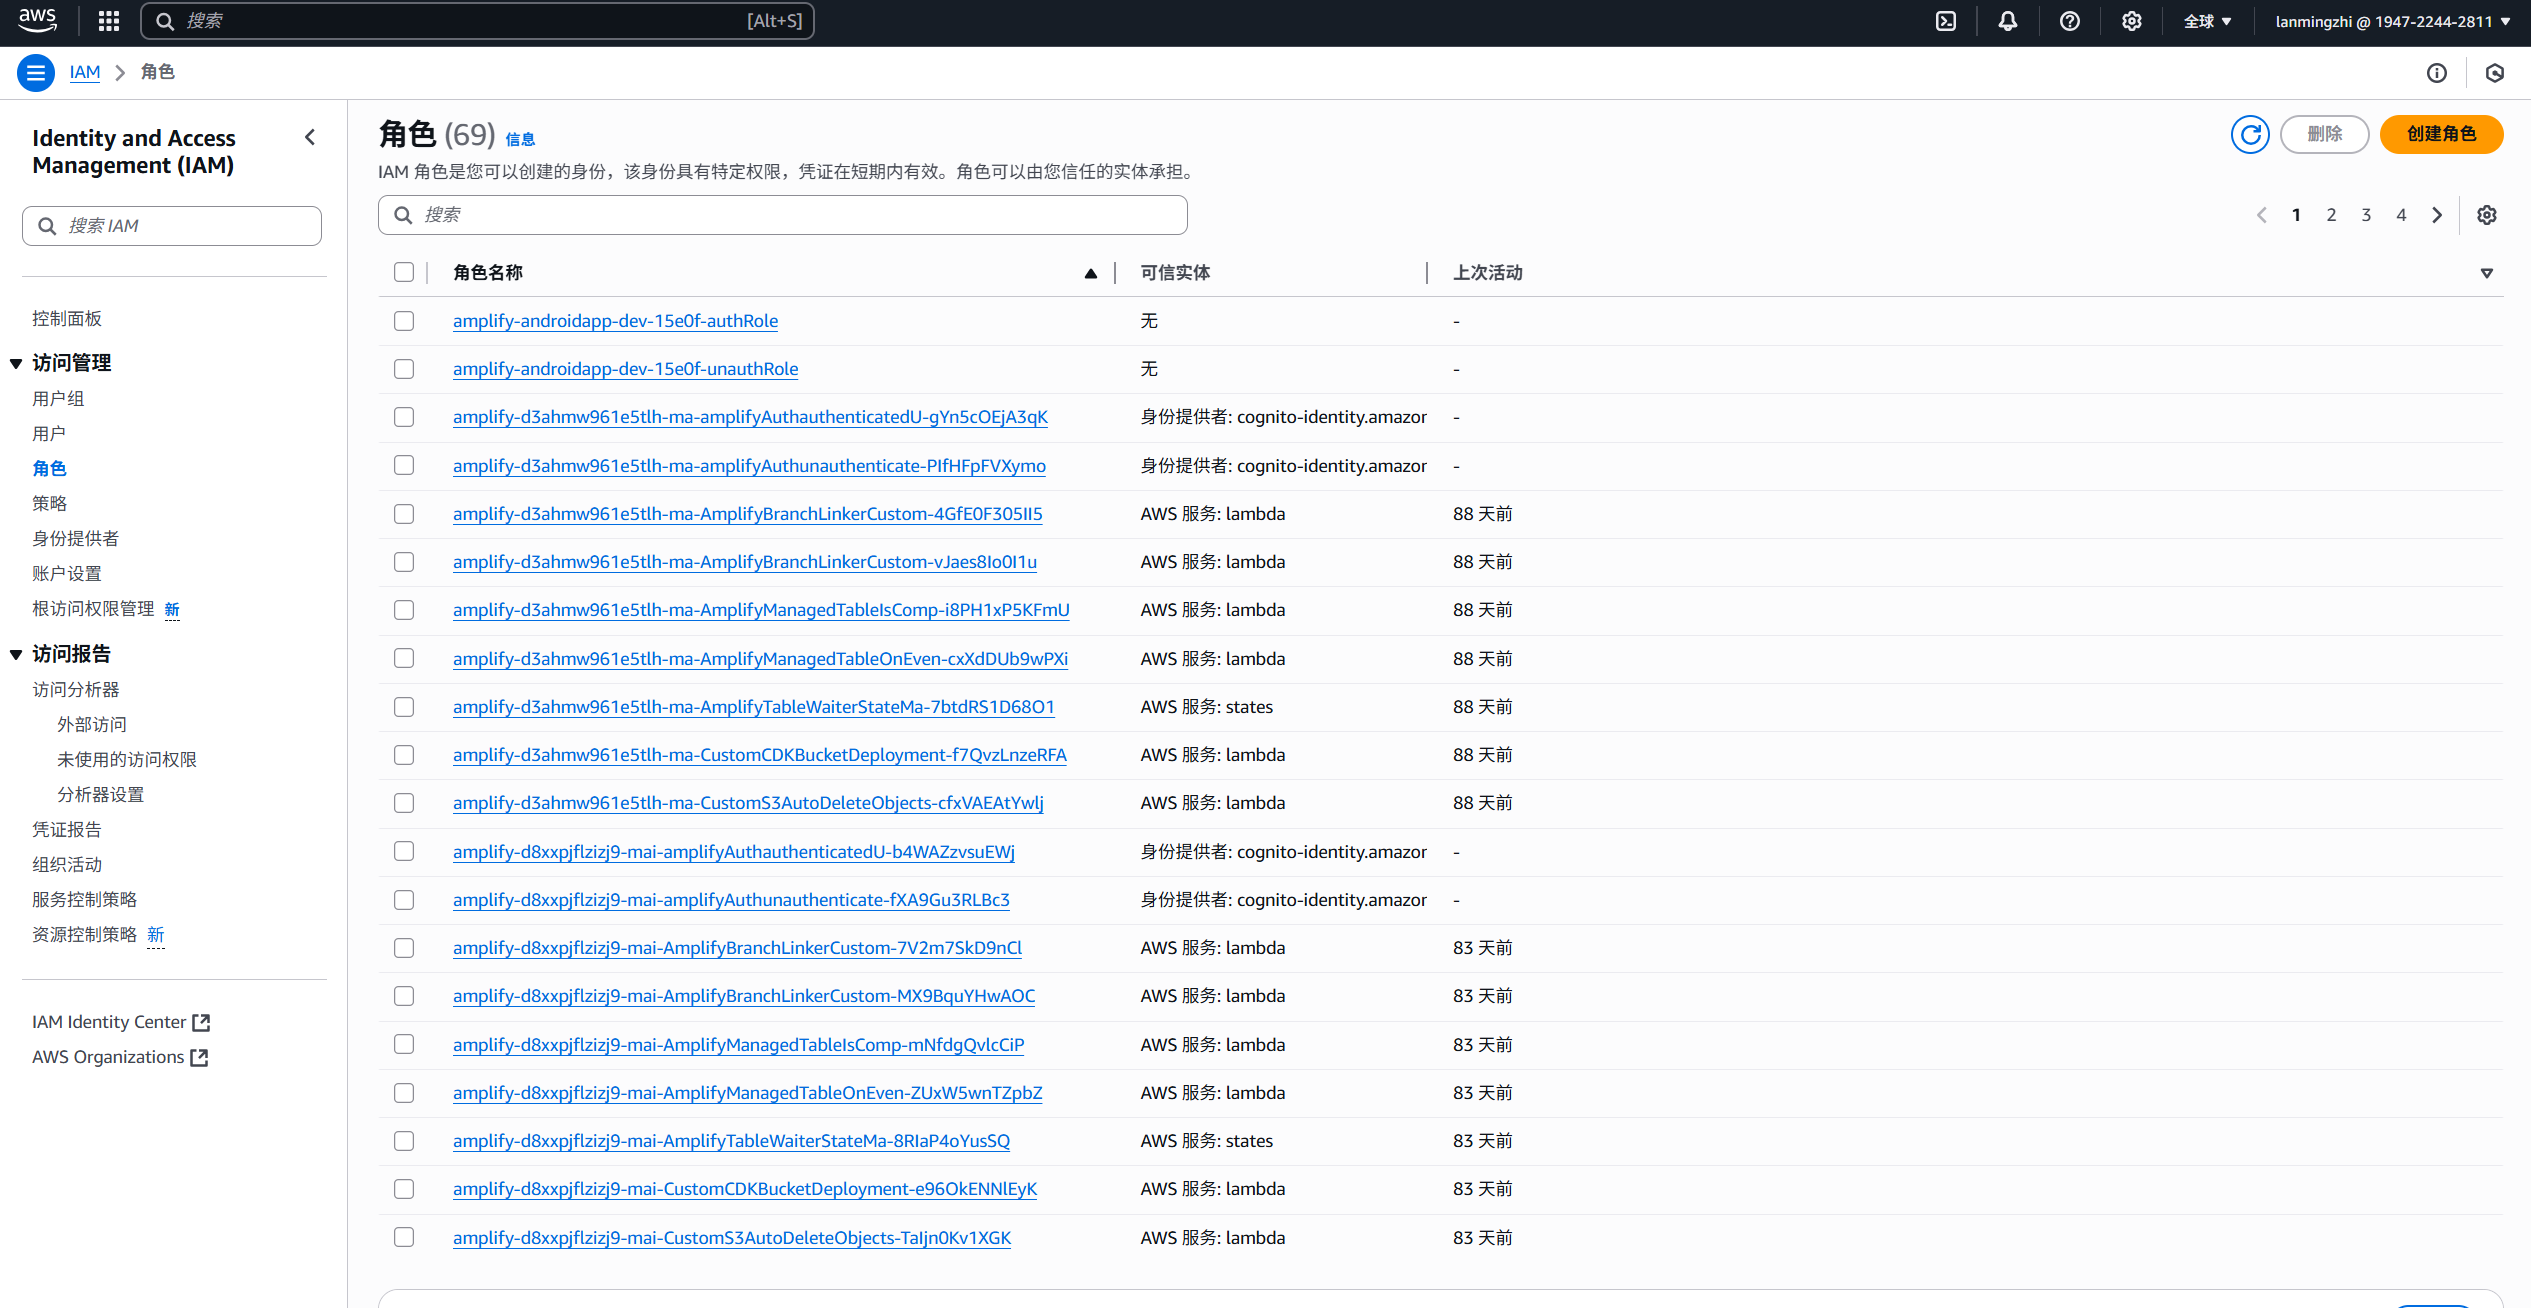 aws
搜索
[Alt+S]
全球
lanmingzhi @ 1947-2244-2811
IAM
角色
Identity and Access
Management (IAM)
搜索 IAM
控制面板
访问管理
用户组
用户
角色
策略
身份提供者
账户设置
根访问权限管理 新
访问报告
访问分析器
外部访问
未使用的访问权限
分析器设置
凭证报告
组织活动
服务控制策略
资源控制策略 新
IAM Identity Center
AWS Organizations
角色 (69) 信息
删除
创建角色
IAM 角色是您可以创建的身份，该身份具有特定权限，凭证在短期内有效。角色可以由您信任的实体承担。
搜索
1 2 3 4
角色名称 可信实体 上次活动
amplify-androidapp-dev-15e0f-authRole 无 -
amplify-androidapp-dev-15e0f-unauthRole 无 -
amplify-d3ahmw961e5tlh-ma-amplifyAuthauthenticatedU-gYn5cOEjA3qK 身份提供者: cognito-identity.amazor -
amplify-d3ahmw961e5tlh-ma-amplifyAuthunauthenticate-PIfHFpFVXymo 身份提供者: cognito-identity.amazor -
amplify-d3ahmw961e5tlh-ma-AmplifyBranchLinkerCustom-4GfE0F305II5 AWS 服务: lambda 88 天前
amplify-d3ahmw961e5tlh-ma-AmplifyBranchLinkerCustom-vJaes8Io0I1u AWS 服务: lambda 88 天前
amplify-d3ahmw961e5tlh-ma-AmplifyManagedTableIsComp-i8PH1xP5KFmU AWS 服务: lambda 88 天前
amplify-d3ahmw961e5tlh-ma-AmplifyManagedTableOnEven-cxXdDUb9wPXi AWS 服务: lambda 88 天前
amplify-d3ahmw961e5tlh-ma-AmplifyTableWaiterStateMa-7btdRS1D68O1 AWS 服务: states 88 天前
amplify-d3ahmw961e5tlh-ma-CustomCDKBucketDeployment-f7QvzLnzeRFA AWS 服务: lambda 88 天前
amplify-d3ahmw961e5tlh-ma-CustomS3AutoDeleteObjects-cfxVAEAtYwlj AWS 服务: lambda 88 天前
amplify-d8xxpjflzizj9-mai-amplifyAuthauthenticatedU-b4WAZzvsuEWj 身份提供者: cognito-identity.amazor -
amplify-d8xxpjflzizj9-mai-amplifyAuthunauthenticate-fXA9Gu3RLBc3 身份提供者: cognito-identity.amazor -
amplify-d8xxpjflzizj9-mai-AmplifyBranchLinkerCustom-7V2m7SkD9nCl AWS 服务: lambda 83 天前
amplify-d8xxpjflzizj9-mai-AmplifyBranchLinkerCustom-MX9BquYHwAOC AWS 服务: lambda 83 天前
amplify-d8xxpjflzizj9-mai-AmplifyManagedTableIsComp-mNfdgQvlcCiP AWS 服务: lambda 83 天前
amplify-d8xxpjflzizj9-mai-AmplifyManagedTableOnEven-ZUxW5wnTZpbZ AWS 服务: lambda 83 天前
amplify-d8xxpjflzizj9-mai-AmplifyTableWaiterStateMa-8RIaP4oYusSQ AWS 服务: states 83 天前
amplify-d8xxpjflzizj9-mai-CustomCDKBucketDeployment-e96OkENNlEyK AWS 服务: lambda 83 天前
amplify-d8xxpjflzizj9-mai-CustomS3AutoDeleteObjects-TaIjn0Kv1XGK AWS 服务: lambda 83 天前